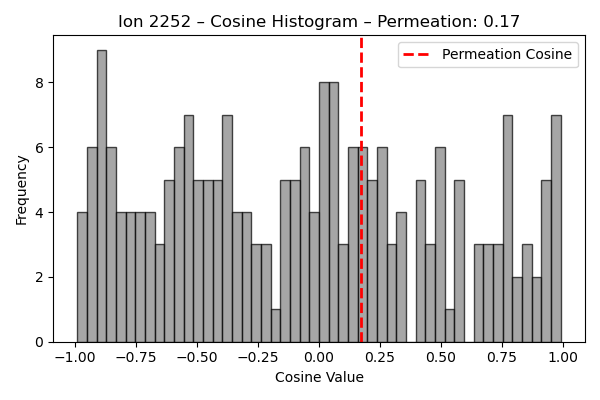 Ion 2252 – Cosine Histogram – Permeation: 0.17
Permeation Cosine
Frequency
8
6
4
2
0
−1.00 −0.75 −0.50 −0.25 0.00 0.25 0.50 0.75 1.00
Cosine Value